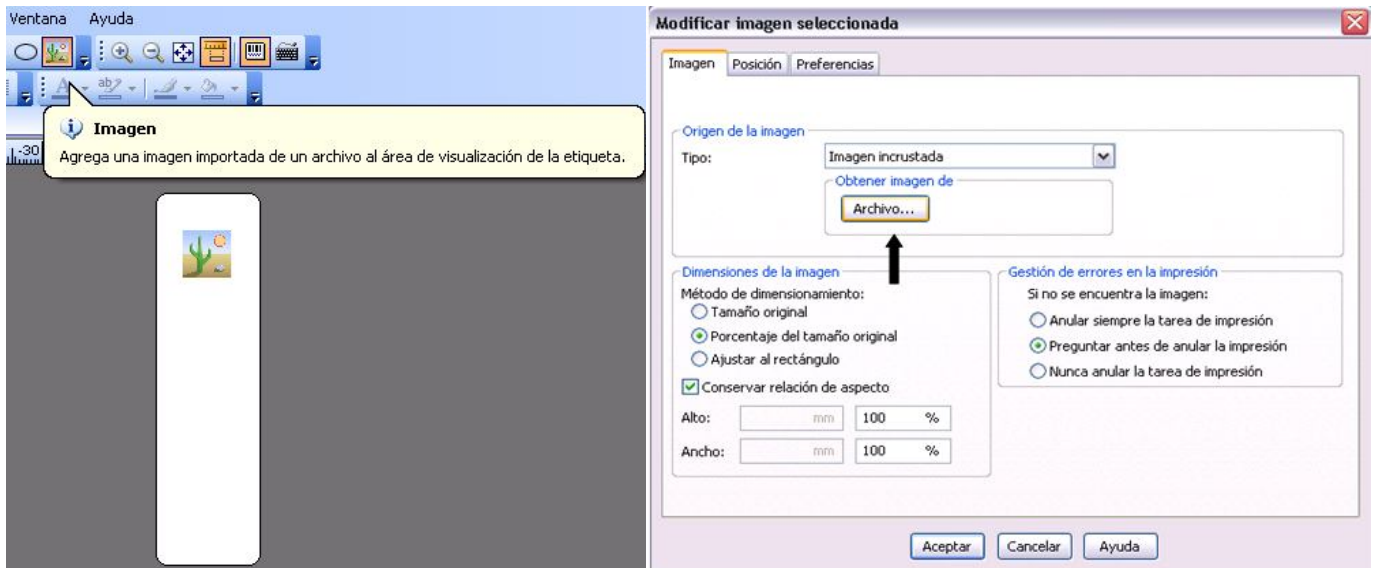 Ventana Ayuda
Imagen
Agrega una imagen importada de un archivo al área de visualización de la etiqueta.
-30
Modificar imagen seleccionada
Imagen Posición Preferencias
Origen de la imagen
Tipo: Imagen incrustada
Obtener imagen de
Archivo...
Dimensiones de la imagen
Método de dimensionamiento:
Tamaño original
Porcentaje del tamaño original
Ajustar al rectángulo
Conservar relación de aspecto
Alto: mm 100 %
Ancho: mm 100 %
Gestión de errores en la impresión
Si no se encuentra la imagen:
Anular siempre la tarea de impresión
Preguntar antes de anular la impresión
Nunca anular la tarea de impresión
Aceptar Cancelar Ayuda